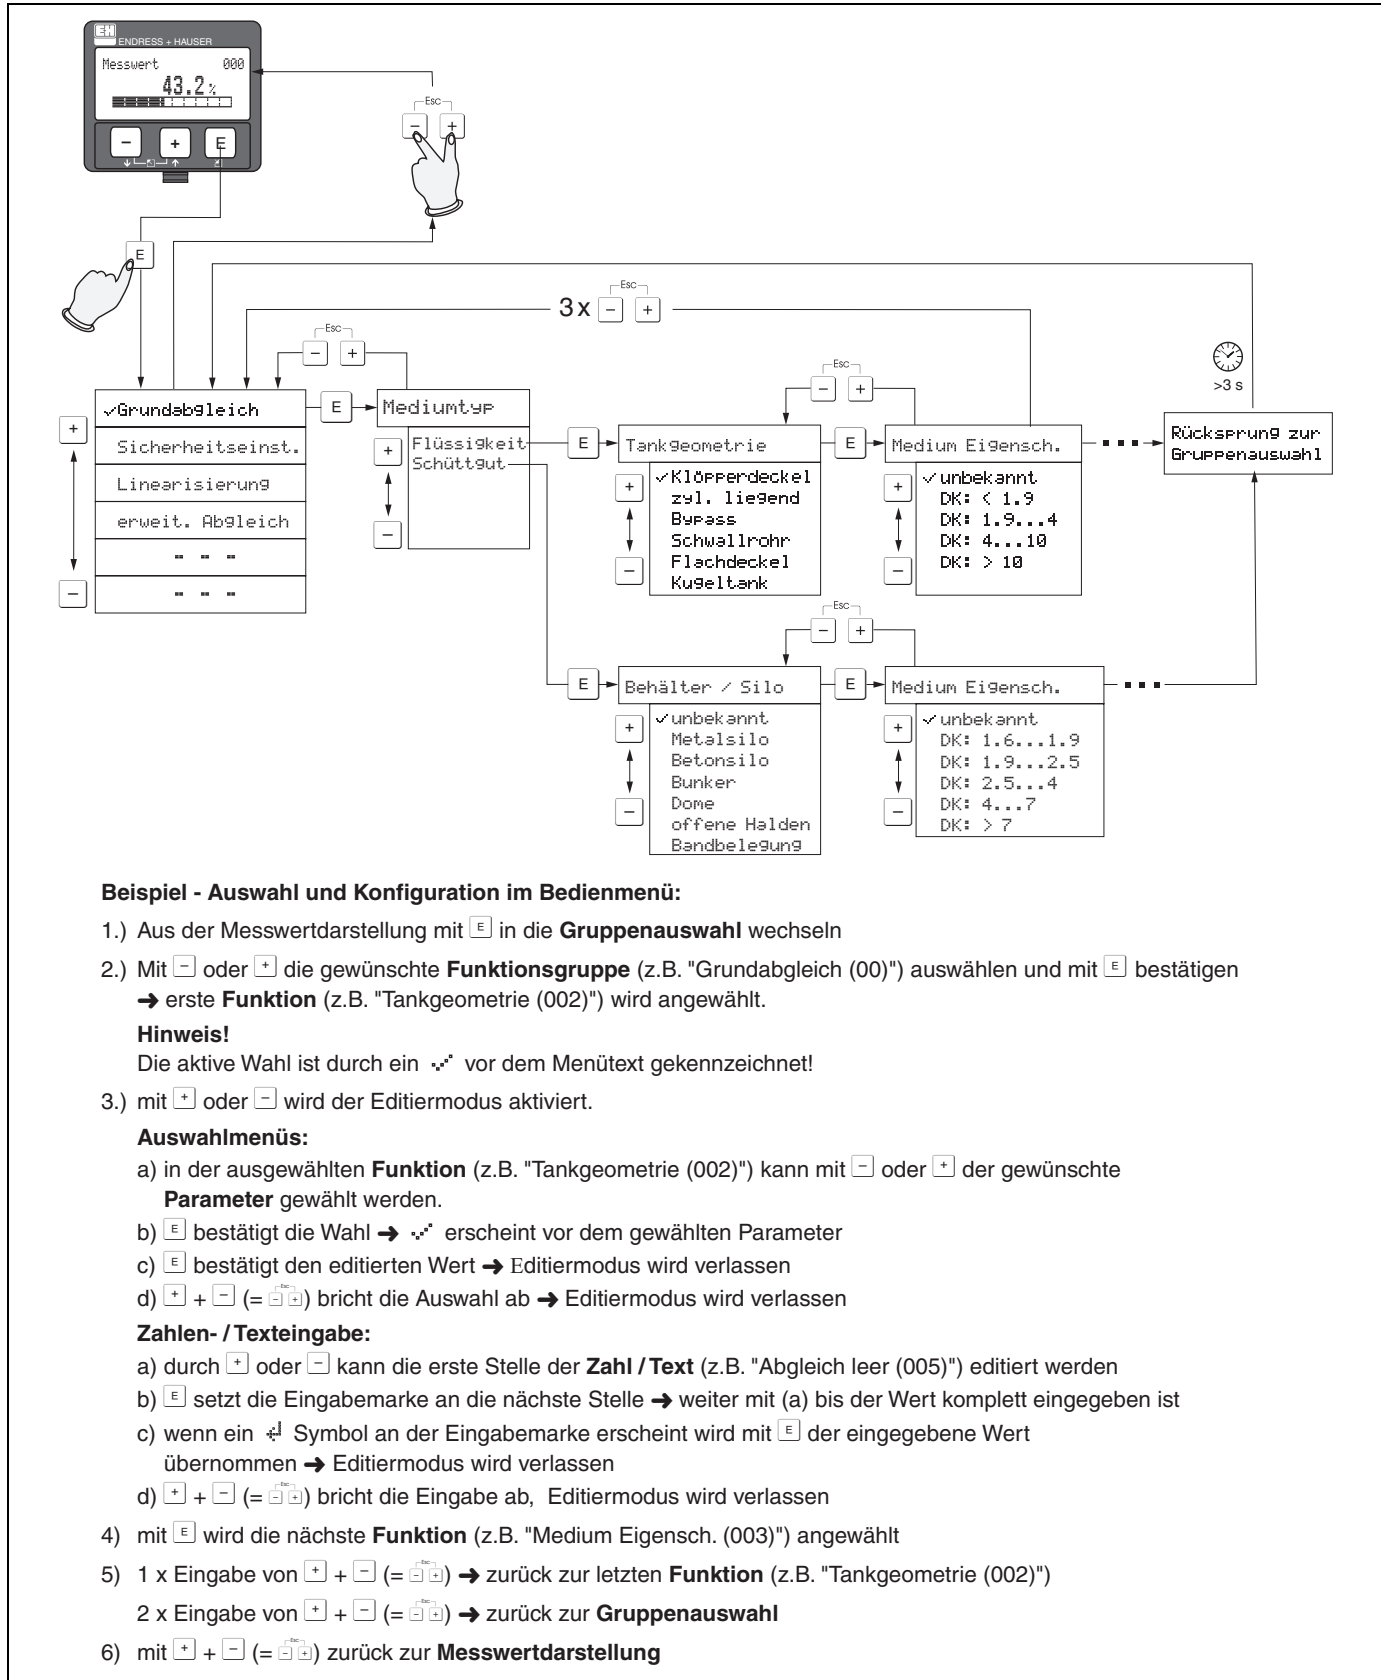 EH
ENDRESS + HAUSER
Messwert 000
43.2 %
- + E
Esc
- +
E
Esc
3 x - +
Esc
- +
>3 s
✓Grundabgleich
Sicherheitseinst.
Linearisierung
erweit. Abgleich
- - -
- - -
+
-
E
Mediumtyp
Flüssigkeit
Schüttgut
+
-
E
Esc
- +
Tankgeometrie
✓Klöpperdeckel
zyl. liegend
Bypass
Schwallrohr
Flachdeckel
Kugeltank
+
-
E
Medium Eigensch.
✓unbekannt
DK: < 1.9
DK: 1.9...4
DK: 4...10
DK: > 10
+
-
Rücksprung zur
Gruppenauswahl
Esc
- +
E
Behälter / Silo
✓unbekannt
Metalsilo
Betonsilo
Bunker
Dome
offene Halden
Bandbelegung
+
-
E
Medium Eigensch.
✓unbekannt
DK: 1.6...1.9
DK: 1.9...2.5
DK: 2.5...4
DK: 4...7
DK: > 7
+
-
Beispiel - Auswahl und Konfiguration im Bedienmenü:
1.) Aus der Messwertdarstellung mit E in die Gruppenauswahl wechseln
2.) Mit - oder + die gewünschte Funktionsgruppe (z.B. "Grundabgleich (00)") auswählen und mit E bestätigen
➜ erste Funktion (z.B. "Tankgeometrie (002)") wird angewählt.
Hinweis!
Die aktive Wahl ist durch ein ✓ vor dem Menütext gekennzeichnet!
3.) mit + oder - wird der Editiermodus aktiviert.
Auswahlmenüs:
a) in der ausgewählten Funktion (z.B. "Tankgeometrie (002)") kann mit - oder + der gewünschte
Parameter gewählt werden.
b) E bestätigt die Wahl ➜ ✓ erscheint vor dem gewählten Parameter
c) E bestätigt den editierten Wert ➜ Editiermodus wird verlassen
d) + + - (= Esc - +) bricht die Auswahl ab ➜ Editiermodus wird verlassen
Zahlen- / Texteingabe:
a) durch + oder - kann die erste Stelle der Zahl / Text (z.B. "Abgleich leer (005)") editiert werden
b) E setzt die Eingabemarke an die nächste Stelle ➜ weiter mit (a) bis der Wert komplett eingegeben ist
c) wenn ein ↵ Symbol an der Eingabemarke erscheint wird mit E der eingegebene Wert
übernommen ➜ Editiermodus wird verlassen
d) + + - (= Esc - +) bricht die Eingabe ab, Editiermodus wird verlassen
4) mit E wird die nächste Funktion (z.B. "Medium Eigensch. (003)") angewählt
5) 1 x Eingabe von + + - (= Esc - +) ➜ zurück zur letzten Funktion (z.B. "Tankgeometrie (002)")
2 x Eingabe von + + - (= Esc - +) ➜ zurück zur Gruppenauswahl
6) mit + + - (= Esc - +) zurück zur Messwertdarstellung